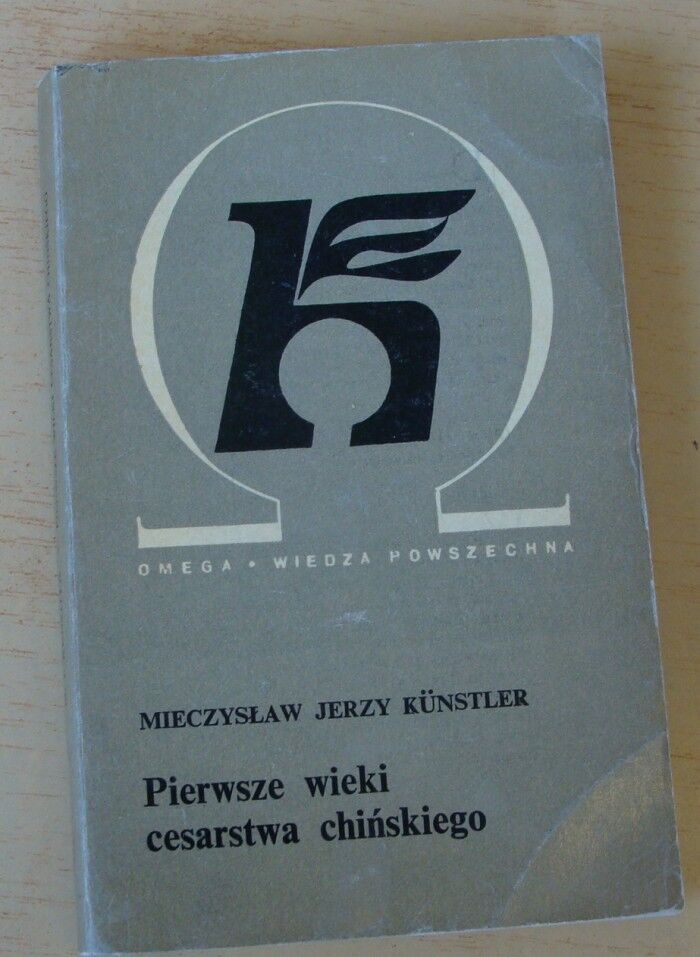 OMEGA • WIEDZA POWSZECHNA
MIECZYSŁAW JERZY KÜNSTLER
Pierwsze wieki
cesarstwa chińskiego